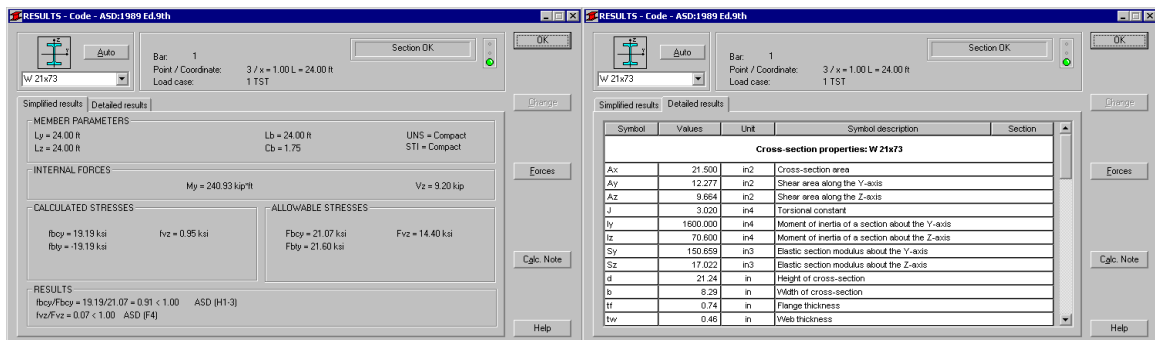 RESULTS - Code - ASD:1989 Ed.9th
z
y
Auto
W 21x73
Bar: 1
Point / Coordinate: 3 / x = 1.00 L = 24.00 ft
Load case: 1 TST
Section OK
OK
Change
Forces
Calc. Note
Help
Simplified results Detailed results
MEMBER PARAMETERS
Ly = 24.00 ft Lb = 24.00 ft UNS = Compact
Lz = 24.00 ft Cb = 1.75 STI = Compact
INTERNAL FORCES
My = 240.93 kip*ft Vz = 9.20 kip
CALCULATED STRESSES
fbcy = 19.19 ksi fvz = 0.95 ksi
fbty = -19.19 ksi
ALLOWABLE STRESSES
Fbcy = 21.07 ksi Fvz = 14.40 ksi
Fbty = 21.60 ksi
RESULTS
fbcy/Fbcy = 19.19/21.07 = 0.91 < 1.00 ASD (H1-3)
fvz/Fvz = 0.07 < 1.00 ASD (F4)
RESULTS - Code - ASD:1989 Ed.9th
z
y
Auto
W 21x73
Bar: 1
Point / Coordinate: 3 / x = 1.00 L = 24.00 ft
Load case: 1 TST
Section OK
OK
Change
Forces
Calc. Note
Help
Simplified results Detailed results
Symbol Values Unit Symbol description Section
Cross-section properties: W 21x73
Ax 21.500 in2 Cross-section area
Ay 12.277 in2 Shear area along the Y-axis
Az 9.664 in2 Shear area along the Z-axis
J 3.020 in4 Torsional constant
Iy 1600.000 in4 Moment of inertia of a section about the Y-axis
Iz 70.600 in4 Moment of inertia of a section about the Z-axis
Sy 150.659 in3 Elastic section modulus about the Y-axis
Sz 17.022 in3 Elastic section modulus about the Z-axis
d 21.24 in Height of cross-section
b 8.29 in Width of cross-section
tf 0.74 in Flange thickness
tw 0.46 in Web thickness